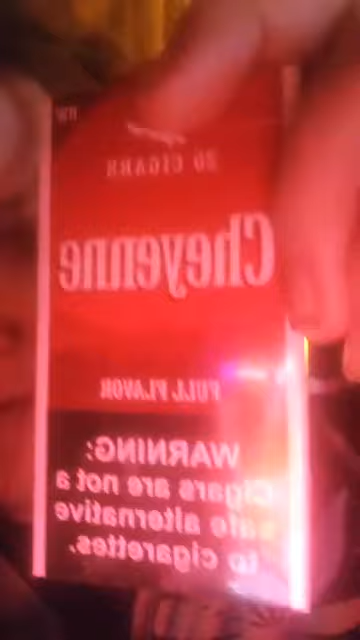 20 CIGARS
Cheyenne
FULL FLAVOR
WARNING:
Cigars are not a
safe alternative
to cigarettes.